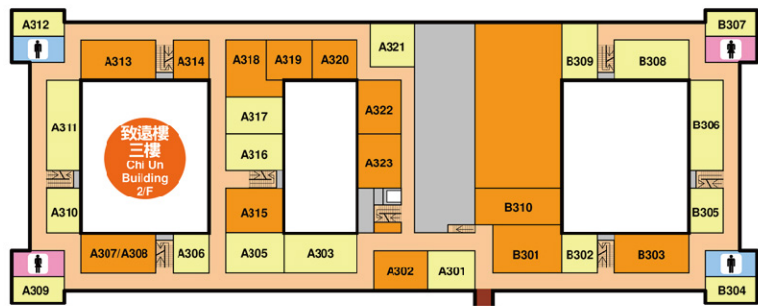 A312
B307
A321
A313
A314
A318
A319
A320
B309
B308
A317
A322
A311
致遠樓
三樓
Chi Un
Building
2/F
B306
A316
A323
A310
A315
B310
B305
A307/A308
A306
A305
A303
B301
B302
B303
A302
A301
A309
B304